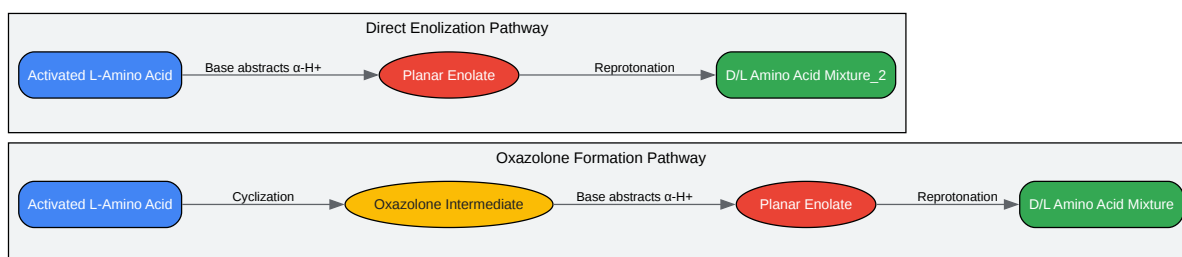 Direct Enolization Pathway
Activated L-Amino Acid
Base abstracts α-H+
Planar Enolate
Reprotonation
D/L Amino Acid Mixture_2
Oxazolone Formation Pathway
Activated L-Amino Acid
Cyclization
Oxazolone Intermediate
Base abstracts α-H+
Planar Enolate
Reprotonation
D/L Amino Acid Mixture